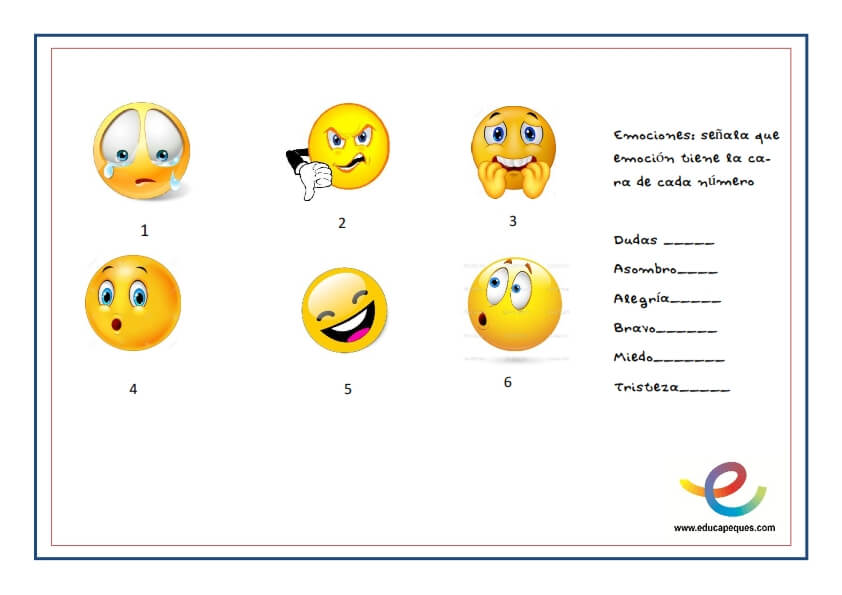 1
2
3
4
5
6
Emociones: señala que
emoción tiene la ca-
ra de cada número
Dudas _____
Asombro____
Alegría_____
Bravo______
Miedo_______
Tristeza_____
www.educapeques.com